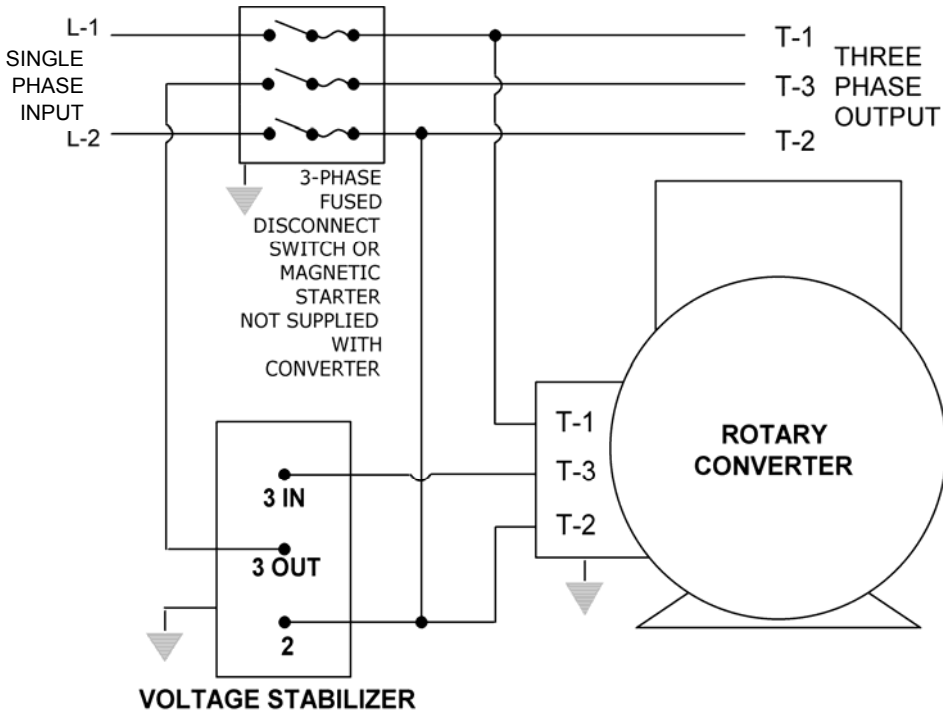 L-1
SINGLE
PHASE
INPUT
L-2
T-1
T-3
T-2
THREE
PHASE
OUTPUT
3-PHASE
FUSED
DISCONNECT
SWITCH OR
MAGNETIC
STARTER
NOT SUPPLIED
WITH
CONVERTER
T-1
T-3
T-2
ROTARY
CONVERTER
3 IN
3 OUT
2
VOLTAGE STABILIZER